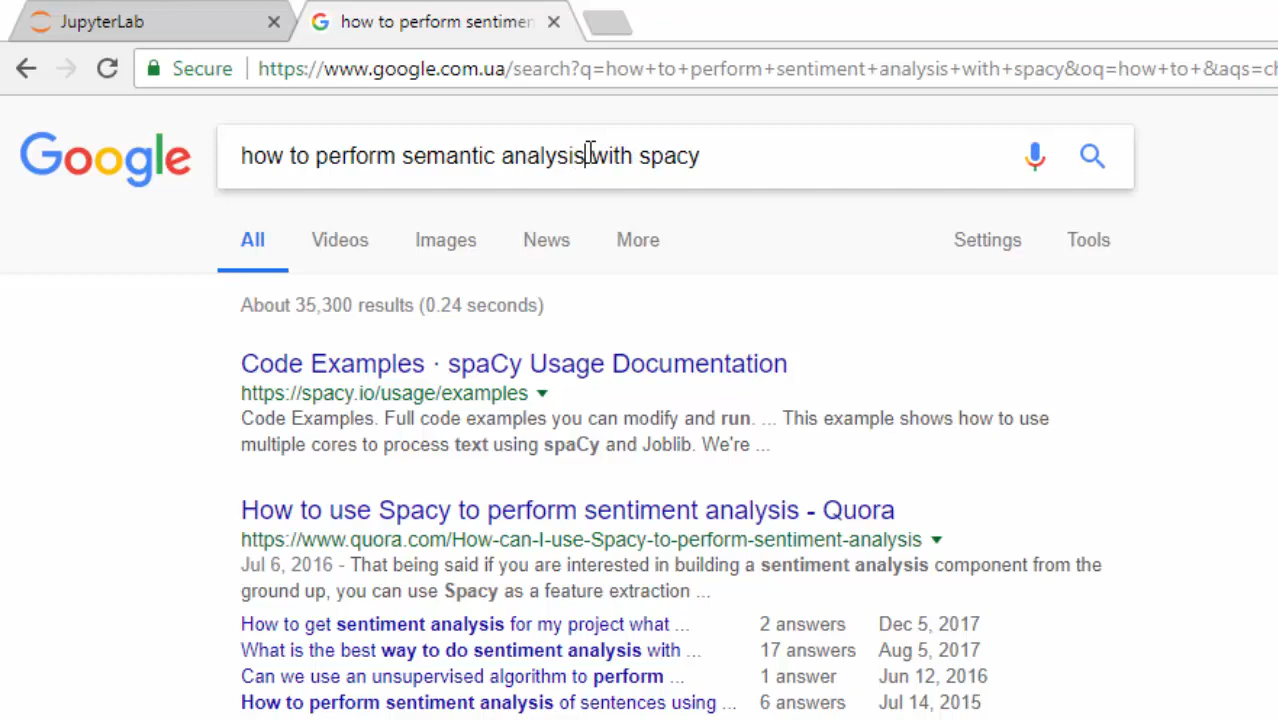 JupyterLab
how to perform sentimen
Secure https://www.google.com.ua/search?q=how+to+perform+sentiment+analysis+with+spacy&oq=how+to+&aqs=ch
Google
how to perform semantic analysis with spacy
All Videos Images News More Settings Tools
About 35,300 results (0.24 seconds)
Code Examples · spaCy Usage Documentation
https://spacy.io/usage/examples
Code Examples. Full code examples you can modify and run. ... This example shows how to use
multiple cores to process text using spaCy and Joblib. We're ...
How to use Spacy to perform sentiment analysis - Quora
https://www.quora.com/How-can-I-use-Spacy-to-perform-sentiment-analysis
Jul 6, 2016 - That being said if you are interested in building a sentiment analysis component from the
ground up, you can use Spacy as a feature extraction ...
How to get sentiment analysis for my project what ... 2 answers Dec 5, 2017
What is the best way to do sentiment analysis with ... 17 answers Aug 5, 2017
Can we use an unsupervised algorithm to perform ... 1 answer Jun 12, 2016
How to perform sentiment analysis of sentences using ... 6 answers Jul 14, 2015